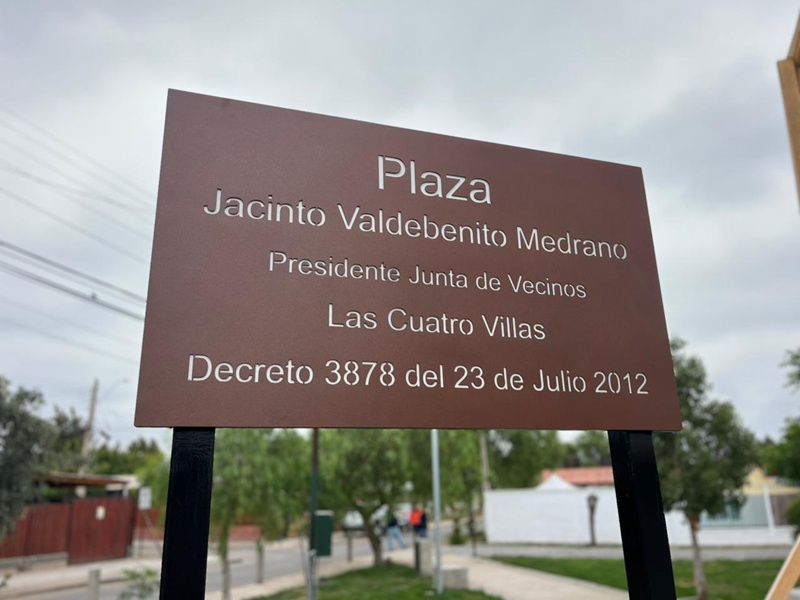 Plaza
Jacinto Valdebenito Medrano
Presidente Junta de Vecinos
Las Cuatro Villas
Decreto 3878 del 23 de Julio 2012